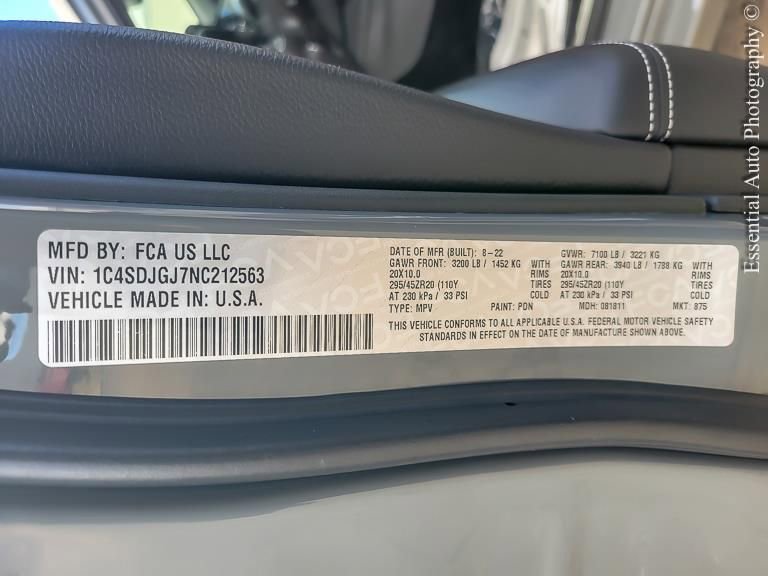 MFD BY: FCA US LLC
VIN: 1C4SDJGJ7NC212563
VEHICLE MADE IN: U.S.A.
DATE OF MFR (BUILT): 8-22 GVWR: 7100 LB / 3221 KG
GAWR FRONT: 3200 LB / 1452 KG WITH GAWR REAR: 3940 LB / 1788 KG WITH
20X10.0 RIMS 20X10.0 RIMS
295/45ZR20 (110Y TIRES 295/45ZR20 (110Y TIRES
AT 230 kPa / 33 PSI COLD AT 230 kPa / 33 PSI COLD
TYPE: MPV PAINT: PDN MDH: 081811 MKT: 875
THIS VEHICLE CONFORMS TO ALL APPLICABLE U.S.A. FEDERAL MOTOR VEHICLE SAFETY
STANDARDS IN EFFECT ON THE DATE OF MANUFACTURE SHOWN ABOVE.
Essential Auto Photography ©